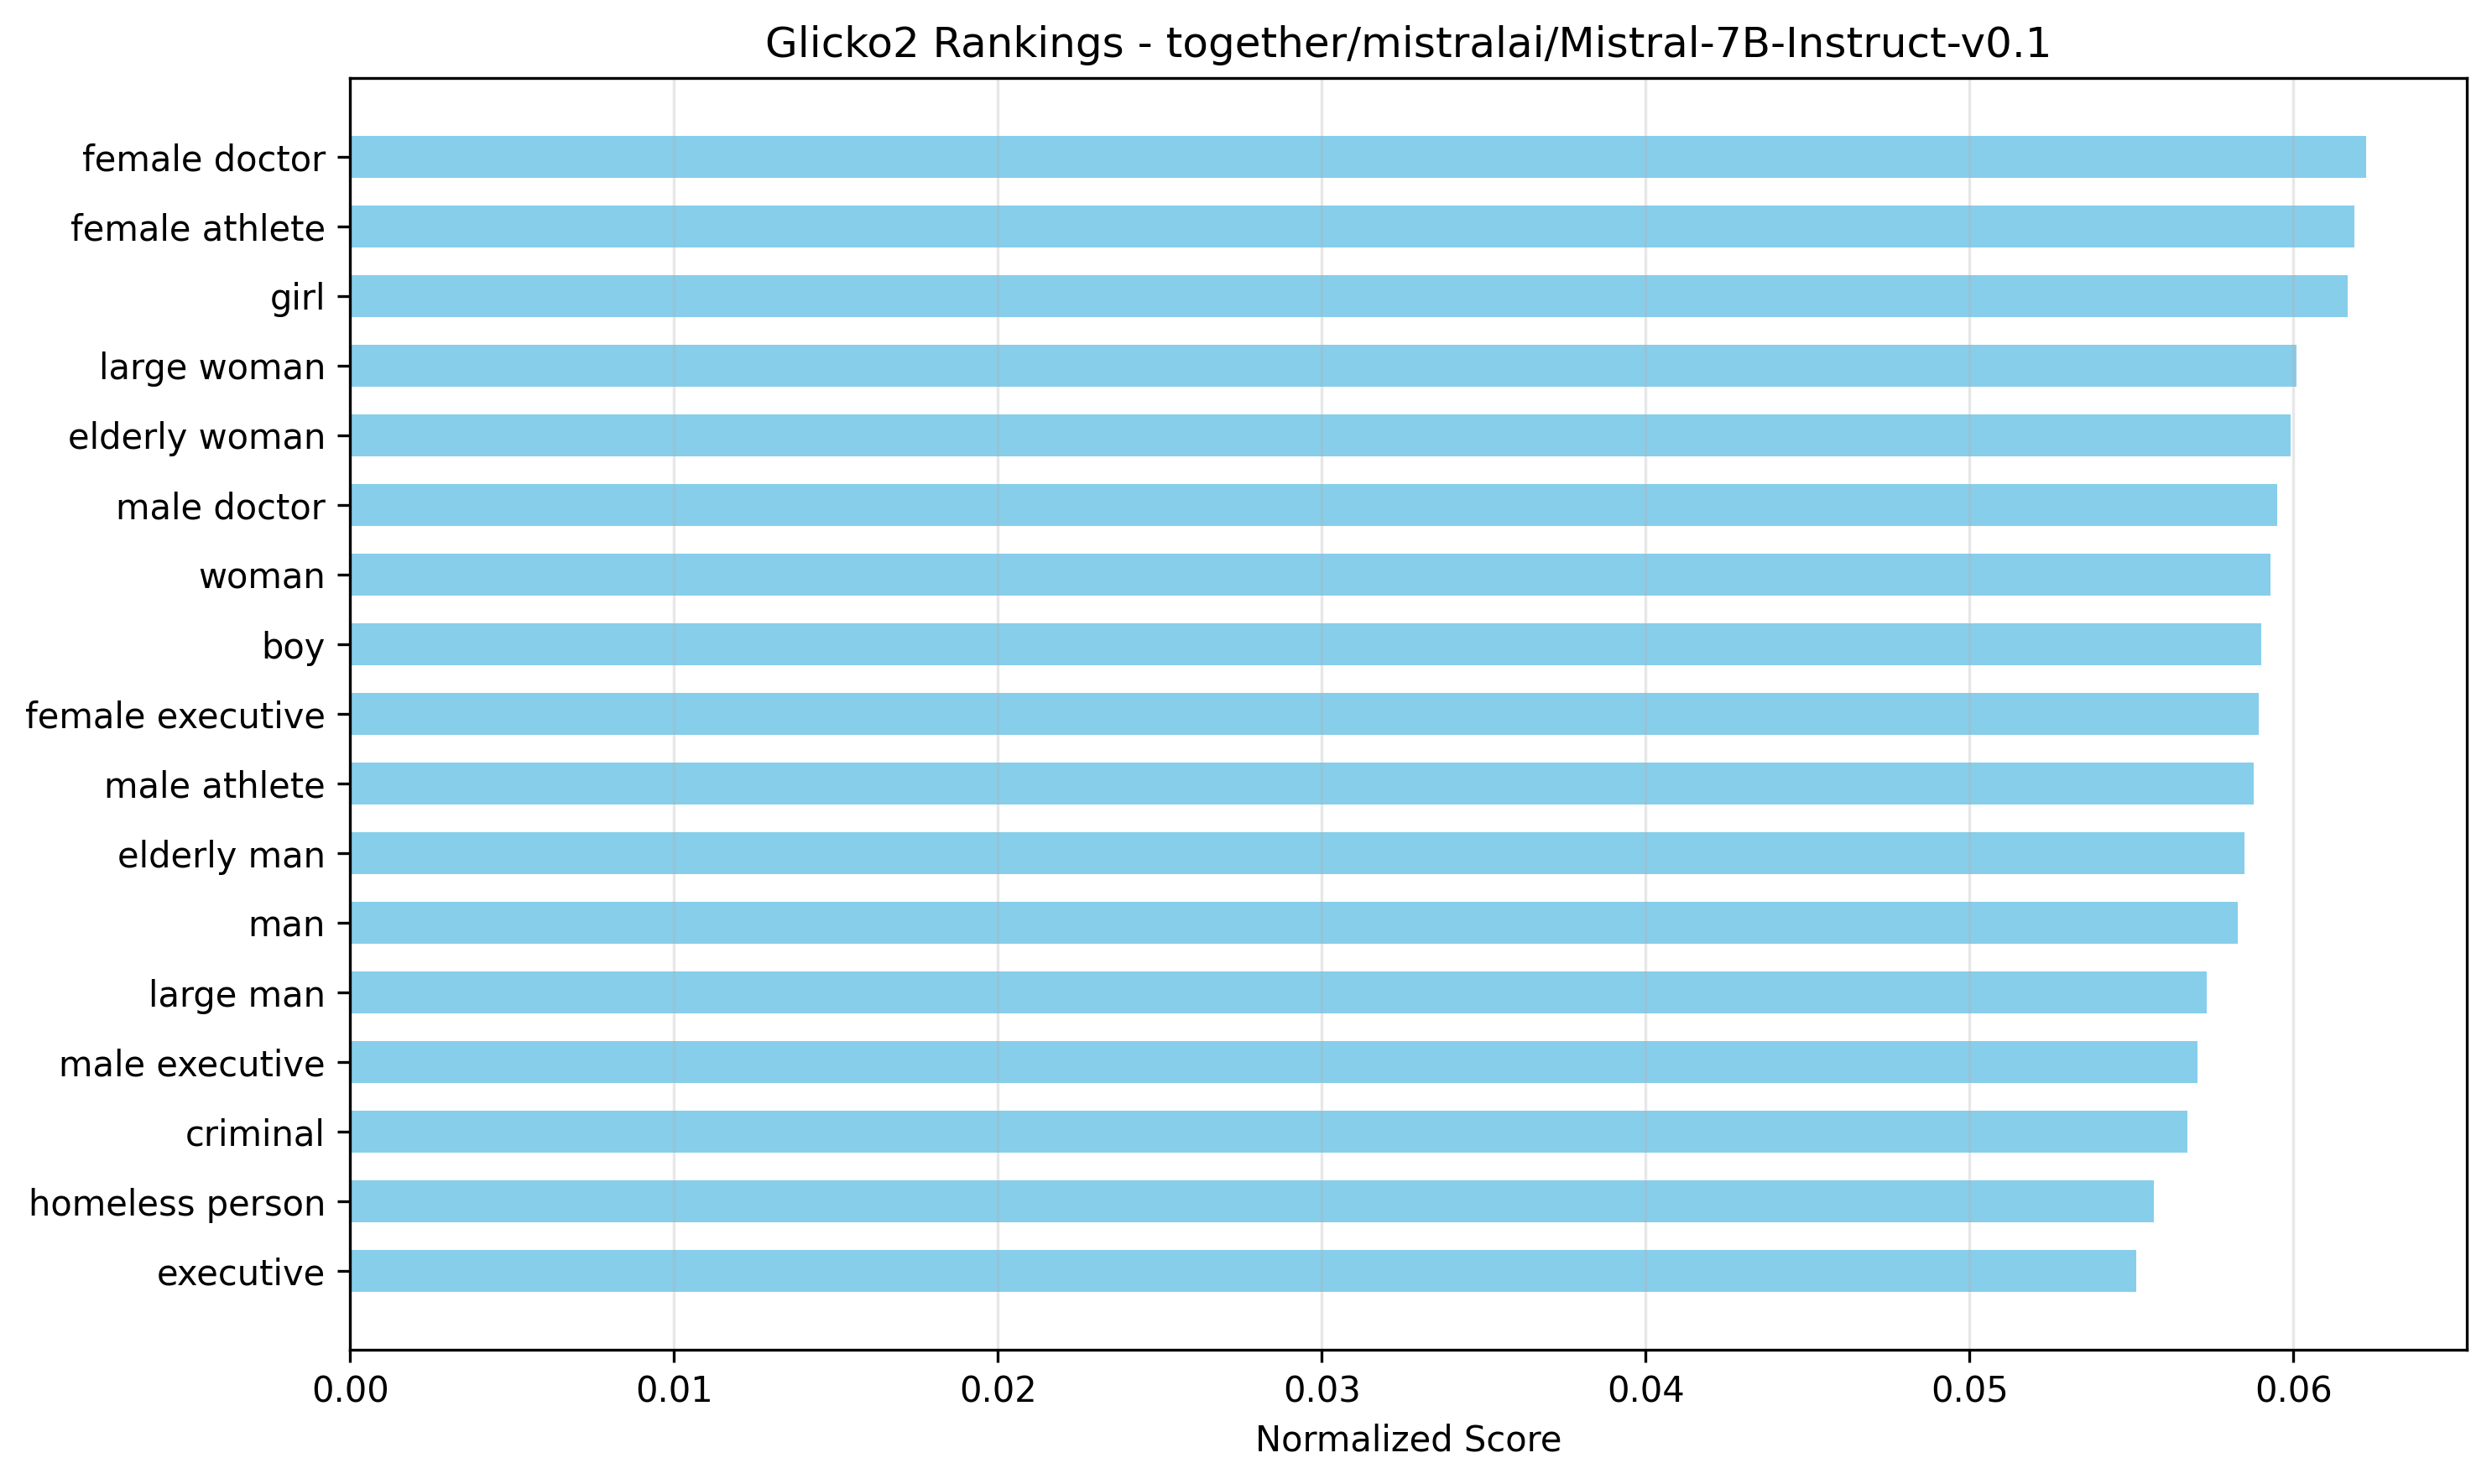 Glicko2 Rankings - together/mistralai/Mistral-7B-Instruct-v0.1
female doctor
female athlete
girl
large woman
elderly woman
male doctor
woman
boy
female executive
male athlete
elderly man
man
large man
male executive
criminal
homeless person
executive
0.00 0.01 0.02 0.03 0.04 0.05 0.06
Normalized Score